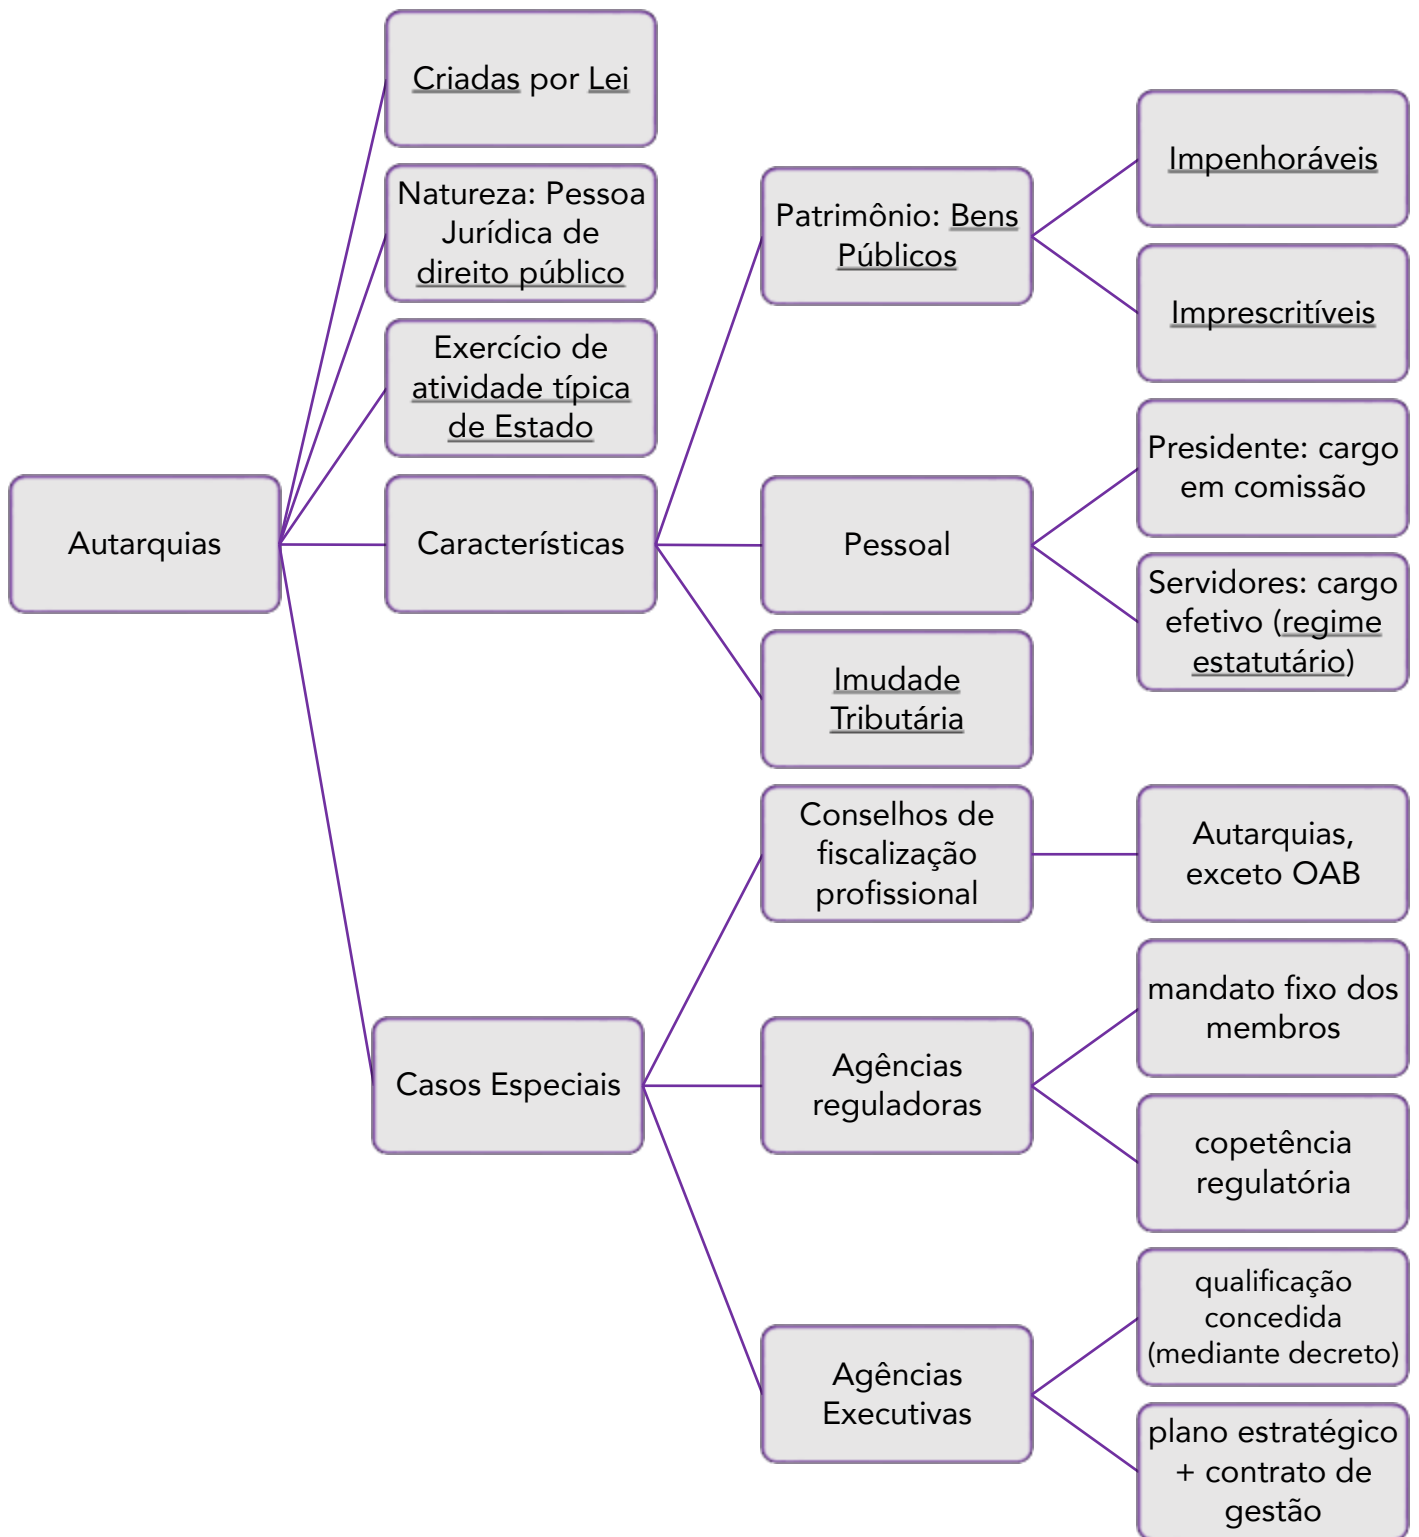 Autarquias
Criadas por Lei
Natureza: Pessoa
Jurídica de
direito público
Exercício de
atividade típica
de Estado
Características
Patrimônio: Bens
Públicos
Impenhoráveis
Imprescritíveis
Pessoal
Presidente: cargo
em comissão
Servidores: cargo
efetivo (regime
estatutário)
Imudade
Tributária
Casos Especiais
Conselhos de
fiscalização
profissional
Autarquias,
exceto OAB
Agências
reguladoras
mandato fixo dos
membros
copetência
regulatória
Agências
Executivas
qualificação
concedida
(mediante decreto)
plano estratégico
+ contrato de
gestão